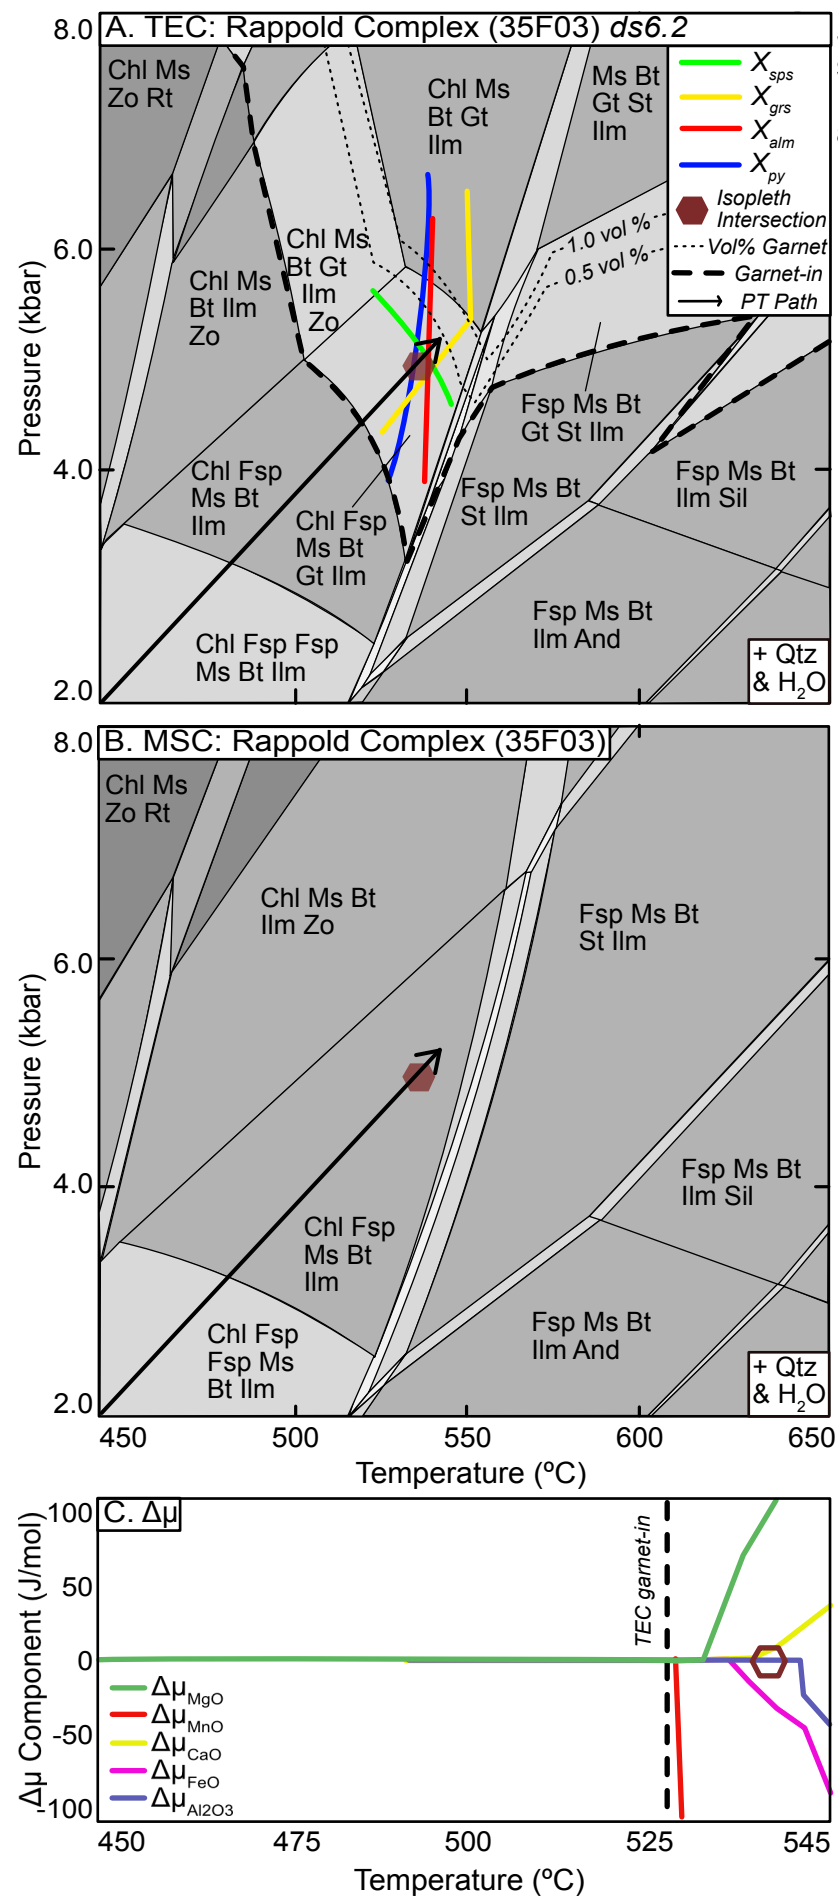 A. TEC: Rappold Complex (35F03) ds6.2
8.0
6.0
4.0
2.0
Pressure (kbar)
Chl Ms
Zo Rt
Chl Ms
Bt Gt
Ilm
Ms Bt
Gt St
Ilm
Xsps
Xgrs
Xalm
Xpy
Isopleth
Intersection
Vol% Garnet
Garnet-in
PT Path
1.0 vol %
0.5 vol %
Chl Ms
Bt Gt
Ilm
Zo
Chl Ms
Bt Ilm
Zo
Fsp Ms Bt
Gt St Ilm
Chl Fsp
Ms Bt
Ilm
Fsp Ms Bt
St Ilm
Fsp Ms Bt
Ilm Sil
Chl Fsp
Ms Bt
Gt Ilm
Chl Fsp Fsp
Ms Bt Ilm
Fsp Ms Bt
Ilm And
+ Qtz
& H2O
B. MSC: Rappold Complex (35F03)
8.0
6.0
4.0
2.0
Pressure (kbar)
Chl Ms
Zo Rt
Chl Ms Bt
Ilm Zo
Fsp Ms Bt
St Ilm
Fsp Ms Bt
Ilm Sil
Chl Fsp
Ms Bt
Ilm
Chl Fsp
Fsp Ms
Bt Ilm
Fsp Ms Bt
Ilm And
+ Qtz
& H2O
450 500 550 600 650
Temperature (ºC)
C. Δμ
100
50
0
-50
-100
Δμ Component (J/mol)
TEC garnet-in
ΔμMgO
ΔμMnO
ΔμCaO
ΔμFeO
ΔμAl2O3
450 475 500 525 545
Temperature (ºC)